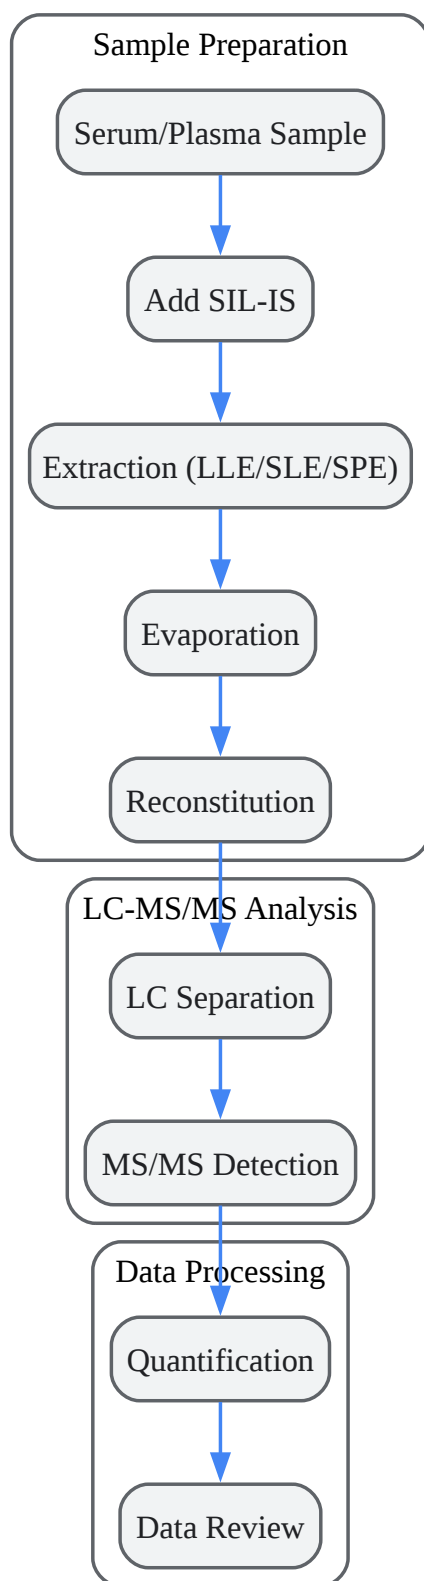 Sample Preparation
Serum/Plasma Sample
Add SIL-IS
Extraction (LLE/SLE/SPE)
Evaporation
Reconstitution
LC-MS/MS Analysis
LC Separation
MS/MS Detection
Data Processing
Quantification
Data Review